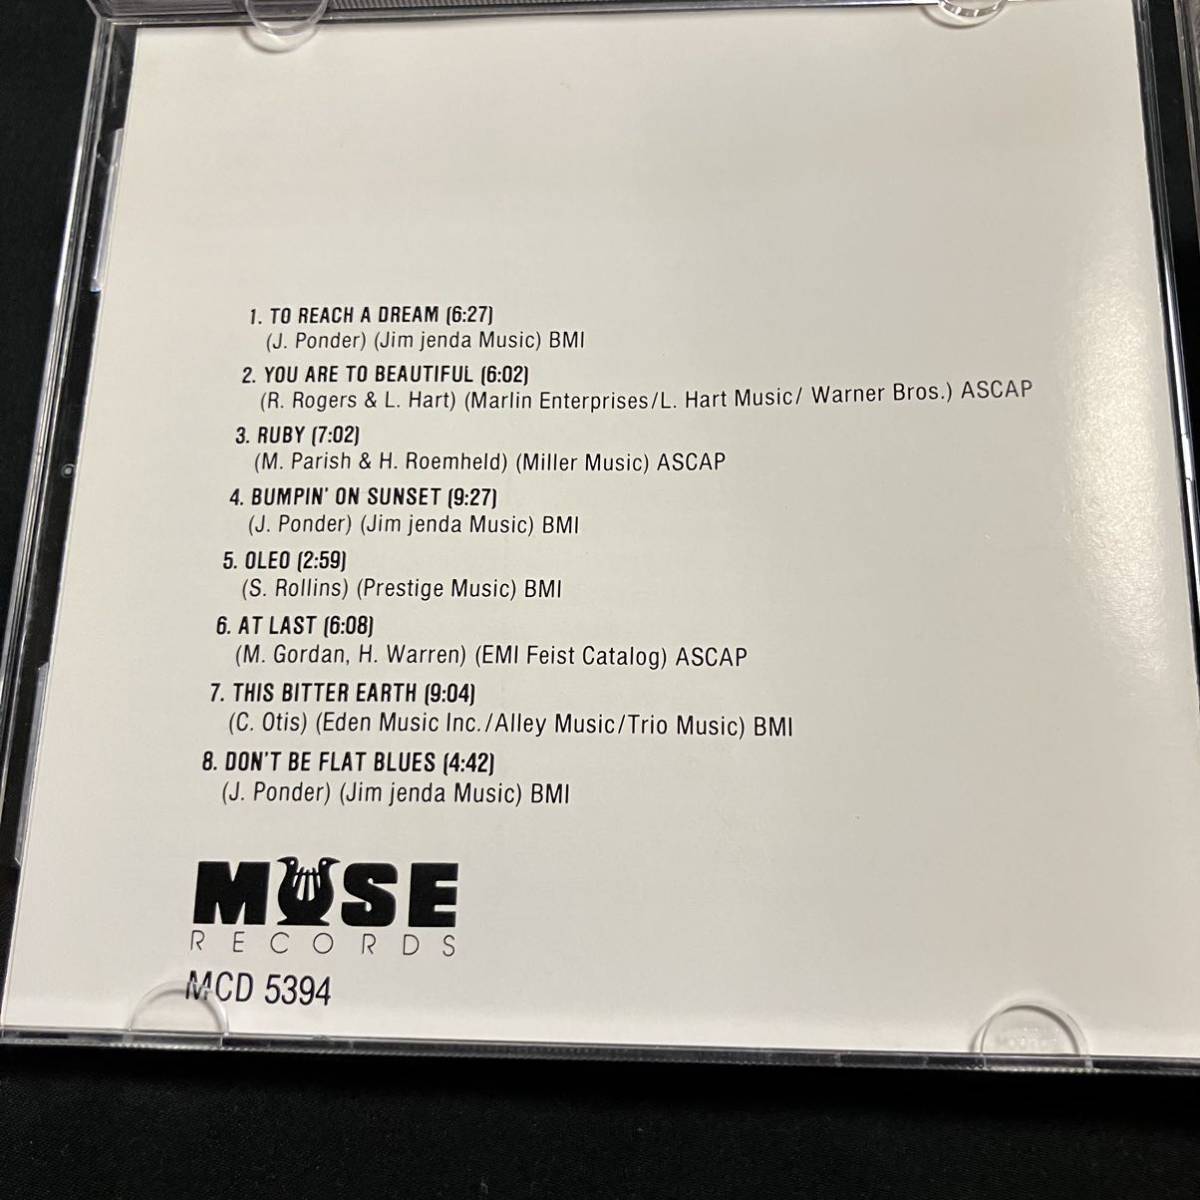 1. TO REACH A DREAM (6:27)
(J. Ponder) (Jim jenda Music) BMI
2. YOU ARE TO BEAUTIFUL (6:02)
(R. Rogers & L. Hart) (Marlin Enterprises/L. Hart Music/ Warner Bros.) ASCAP
3. RUBY (7:02)
(M. Parish & H. Roemheld) (Miller Music) ASCAP
4. BUMPIN' ON SUNSET (9:27)
(J. Ponder) (Jim jenda Music) BMI
5. OLEO (2:59)
(S. Rollins) (Prestige Music) BMI
6. AT LAST (6:08)
(M. Gordan, H. Warren) (EMI Feist Catalog) ASCAP
7. THIS BITTER EARTH (9:04)
(C. Otis) (Eden Music Inc./Alley Music/Trio Music) BMI
8. DON'T BE FLAT BLUES (4:42)
(J. Ponder) (Jim jenda Music) BMI
MUSE
RECORDS
MCD 5394